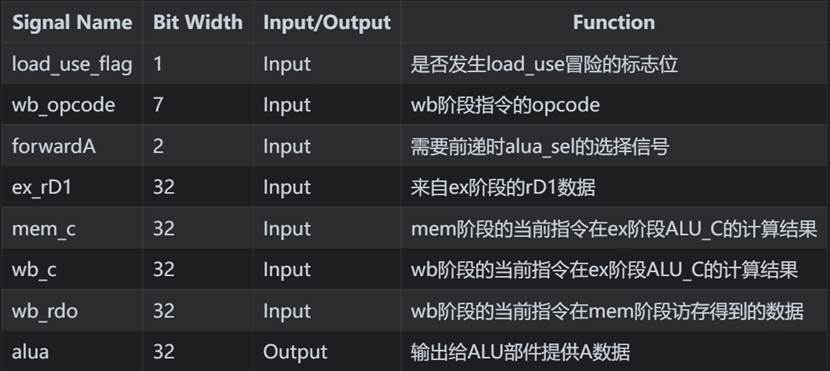 Signal Name Bit Width Input/Output Function
load_use_flag 1 Input 是否发生load_use冒险的标志位
wb_opcode 7 Input wb阶段指令的opcode
forwardA 2 Input 需要前递时alua_sel的选择信号
ex_rD1 32 Input 来自ex阶段的rD1数据
mem_c 32 Input mem阶段的当前指令在ex阶段ALU_C的计算结果
wb_c 32 Input wb阶段的当前指令在ex阶段ALU_C的计算结果
wb_rdo 32 Input wb阶段的当前指令在mem阶段访存得到的数据
alua 32 Output 输出给ALU部件提供A数据